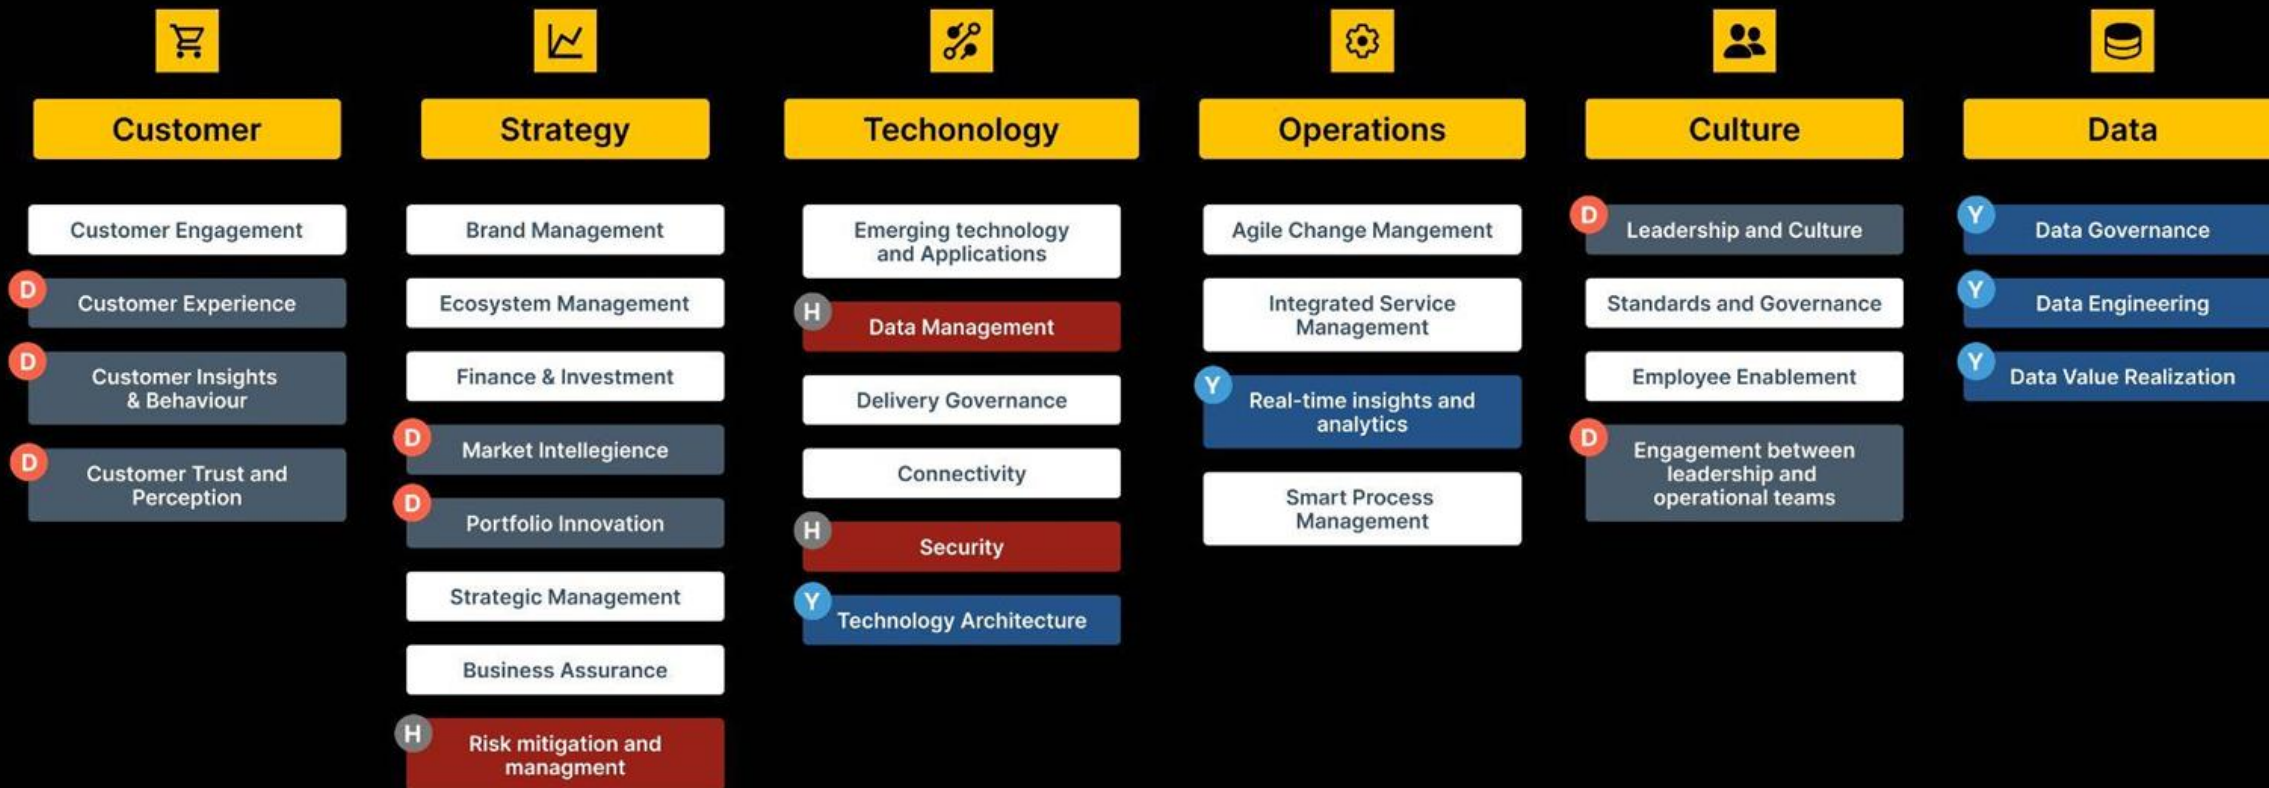 Customer
Customer Engagement
D
Customer Experience
D
Customer Insights
& Behaviour
D
Customer Trust and
Perception
Strategy
Brand Management
Ecosystem Management
Finance & Investment
D
Market Intellegience
D
Portfolio Innovation
Strategic Management
Business Assurance
H
Risk mitigation and
managment
Techonology
Emerging technology
and Applications
H
Data Management
Delivery Governance
Connectivity
H
Security
Y
Technology Architecture
Operations
Agile Change Mangement
Integrated Service
Management
Y
Real-time insights and
analytics
Smart Process
Management
Culture
D
Leadership and Culture
Standards and Governance
Employee Enablement
D
Engagement between
leadership and
operational teams
Data
Y
Data Governance
Y
Data Engineering
Y
Data Value Realization